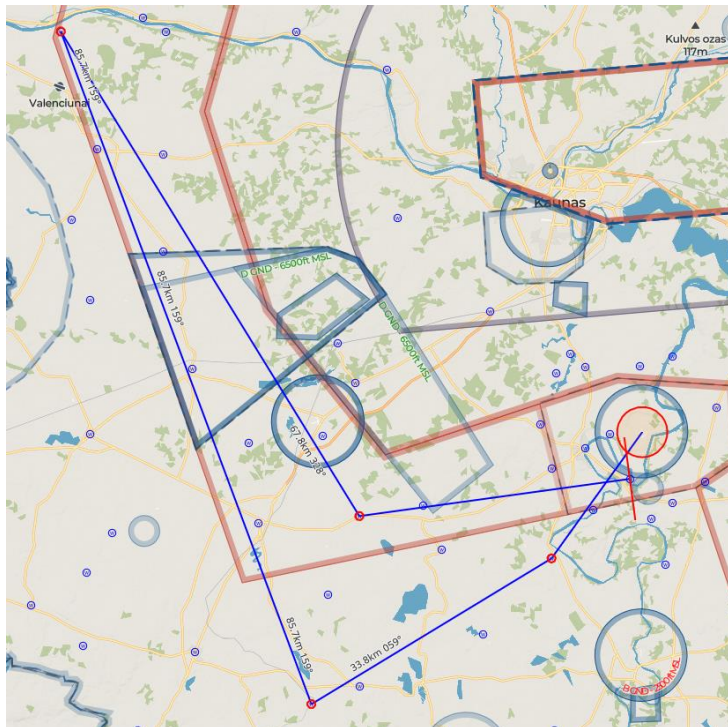 Kulvos ozas
117m
85.7km 159°
Valenciunai
Kaunas
D GND - 6500ft MSL
85.7km 159°
D GND - 6500ft MSL
67.8km 328°
85.7km 159°
33.8km 059°